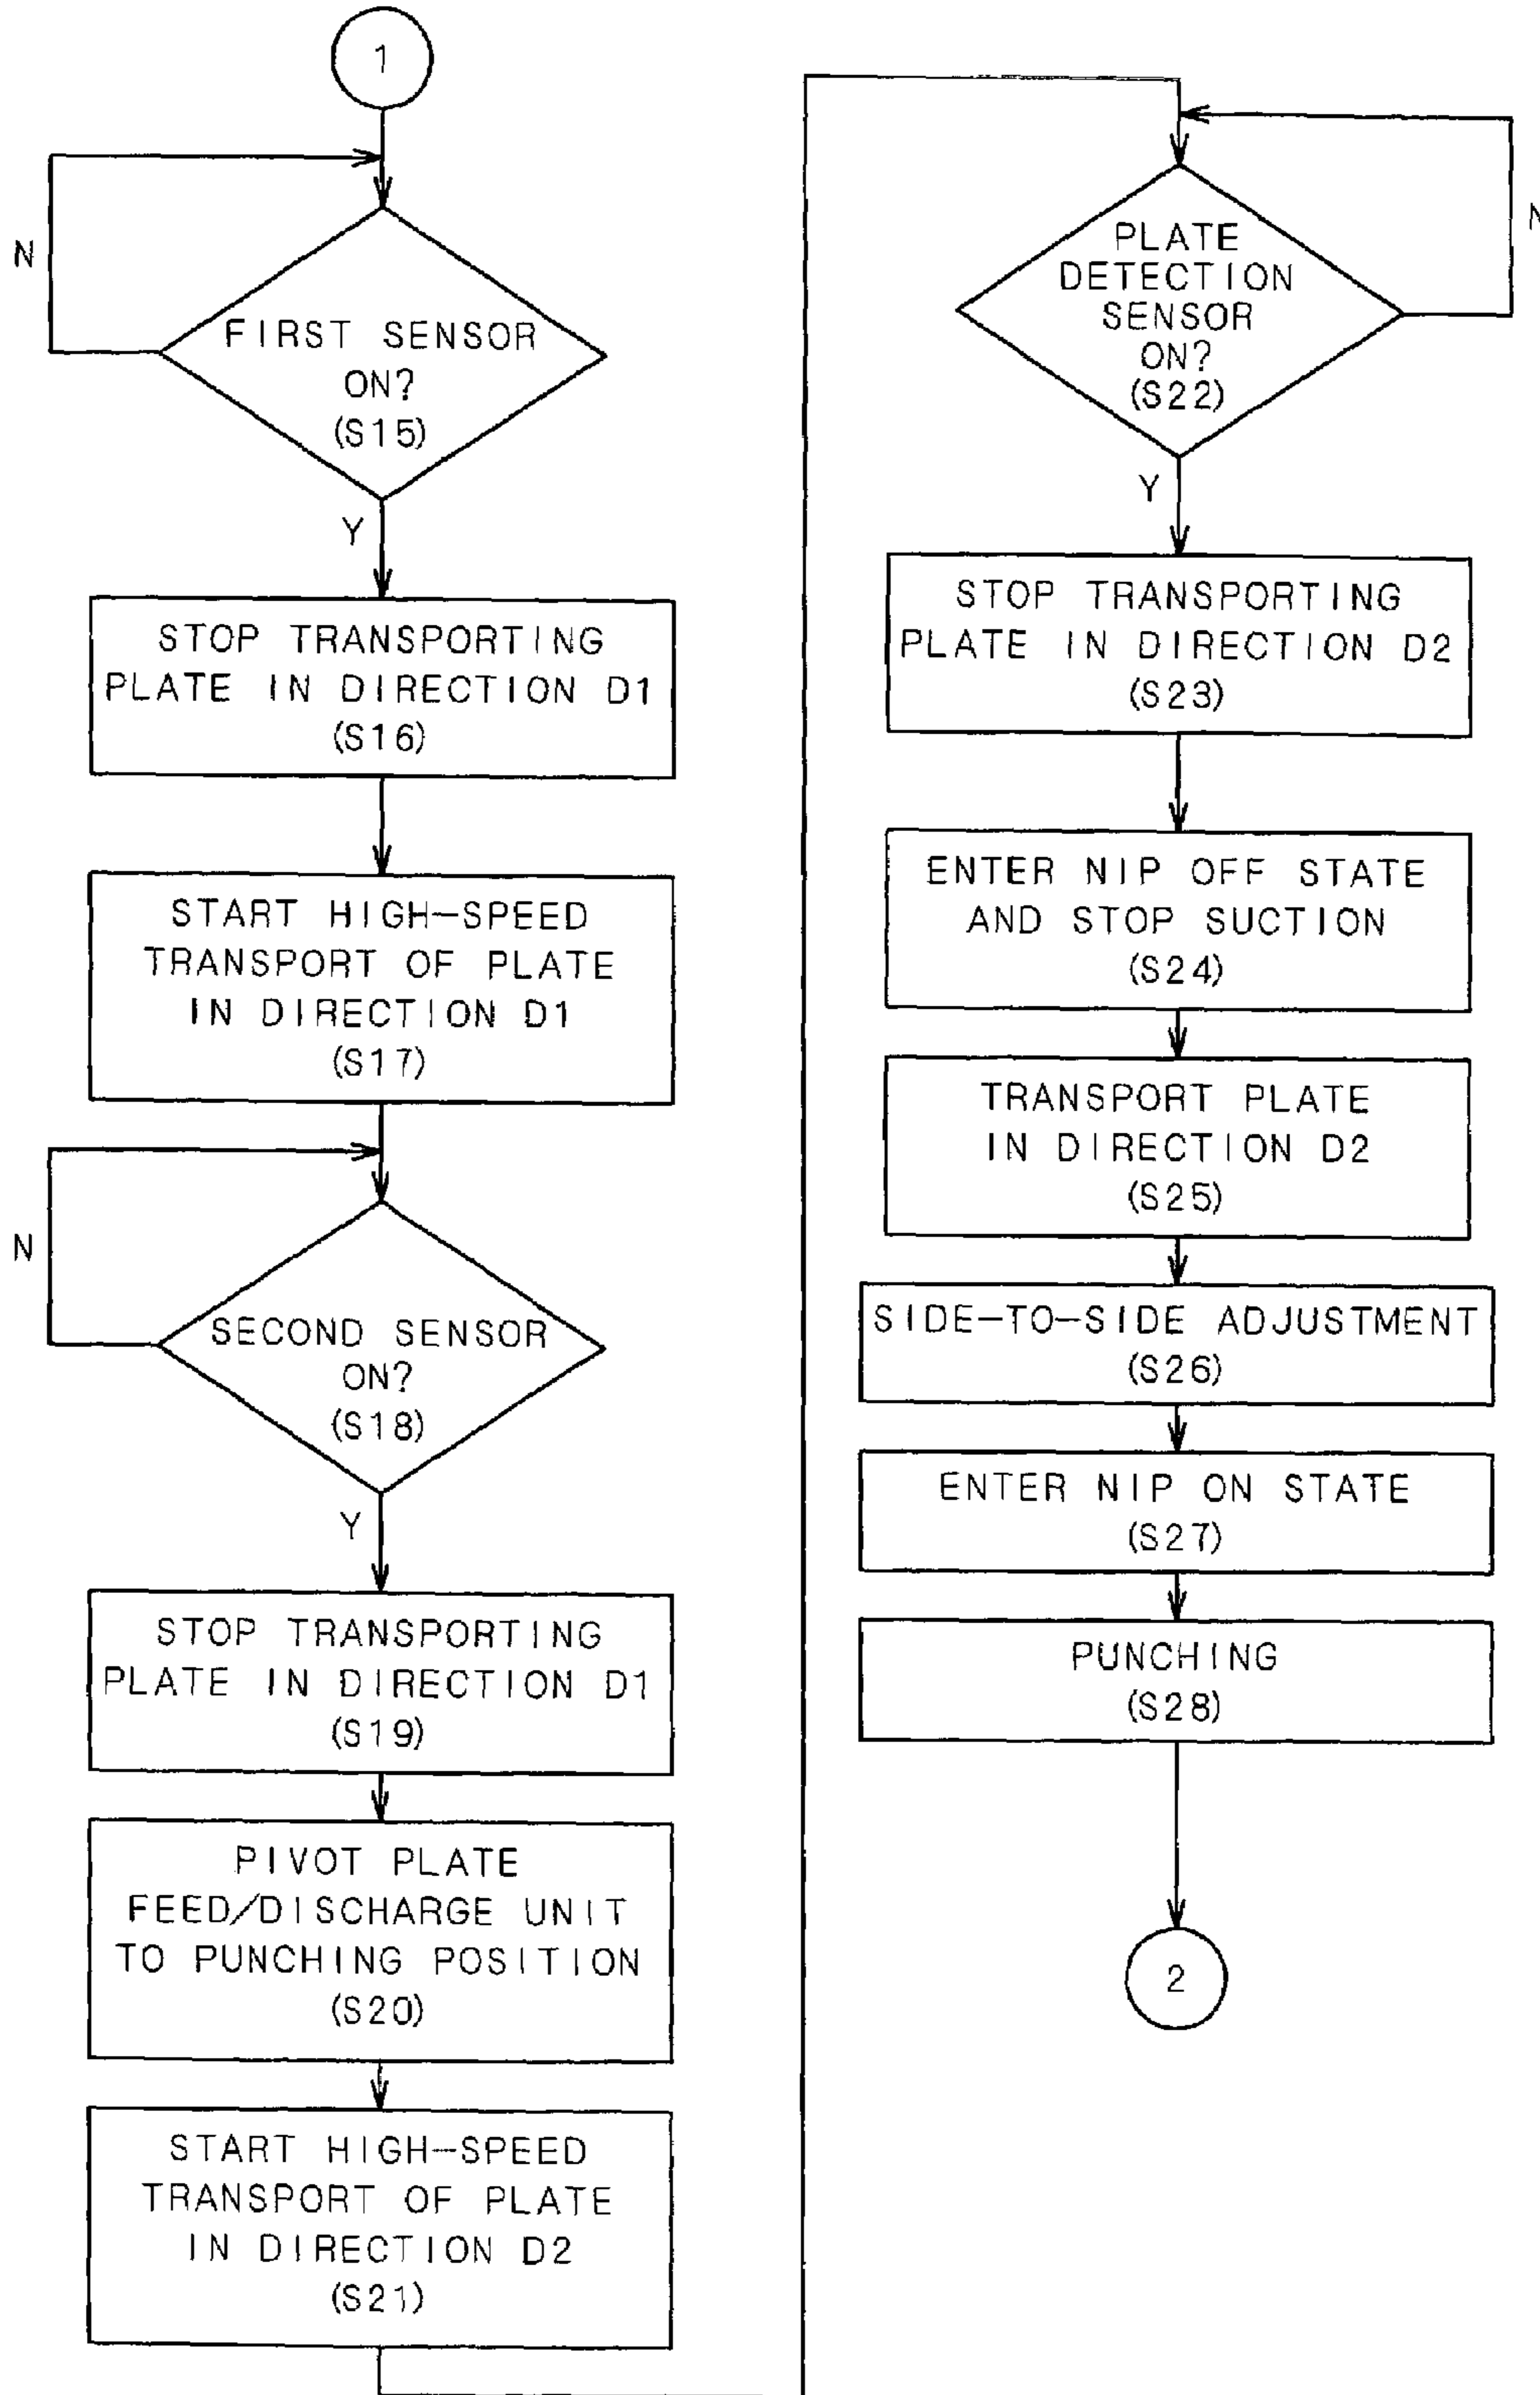 1
N
FIRST SENSOR
ON?
(S15)
Y
STOP TRANSPORTING
PLATE IN DIRECTION D1
(S16)
START HIGH-SPEED
TRANSPORT OF PLATE
IN DIRECTION D1
(S17)
N
SECOND SENSOR
ON?
(S18)
Y
STOP TRANSPORTING
PLATE IN DIRECTION D1
(S19)
PIVOT PLATE
FEED/DISCHARGE UNIT
TO PUNCHING POSITION
(S20)
START HIGH-SPEED
TRANSPORT OF PLATE
IN DIRECTION D2
(S21)
PLATE
DETECTION
SENSOR
ON?
(S22)
N
Y
STOP TRANSPORTING
PLATE IN DIRECTION D2
(S23)
ENTER NIP OFF STATE
AND STOP SUCTION
(S24)
TRANSPORT PLATE
IN DIRECTION D2
(S25)
SIDE-TO-SIDE ADJUSTMENT
(S26)
ENTER NIP ON STATE
(S27)
PUNCHING
(S28)
2